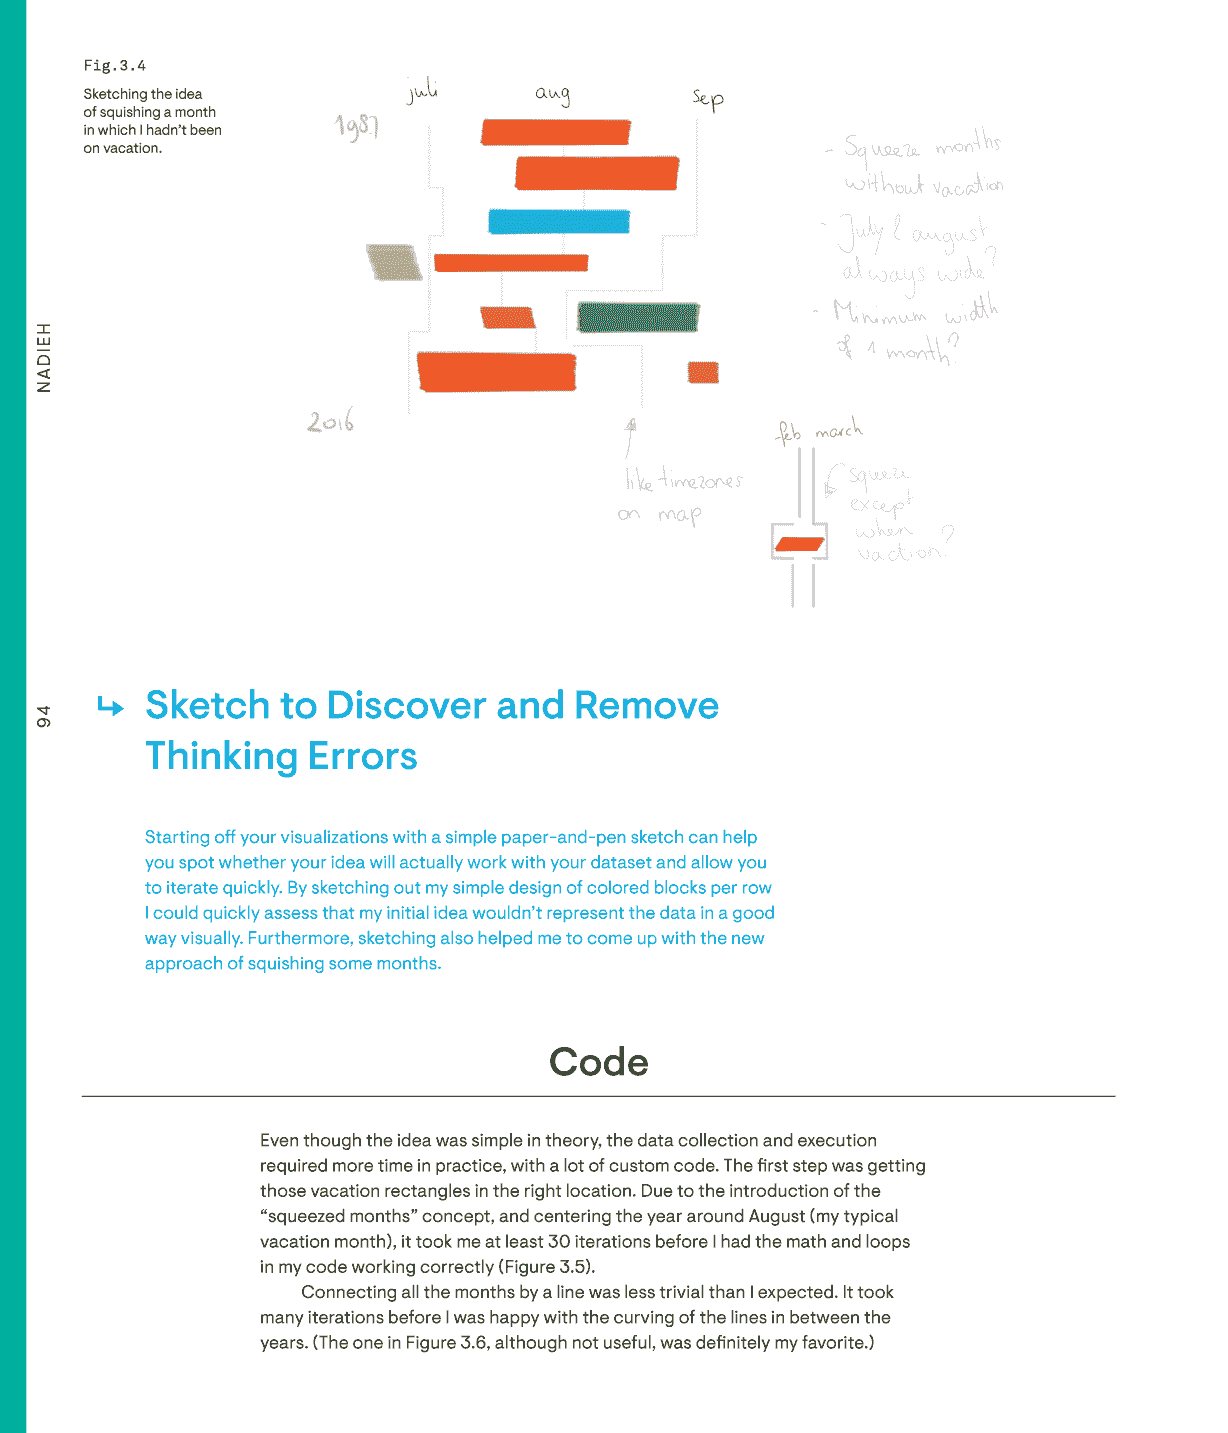 Fig.3.4
Sketching the idea
of squishing a month
in which I hadn't been
on vacation.
juli aug sep
1987
- Squeeze months
without vacation
- July & august
always wide?
- Minimum width
of 1 month?
2016
like timezones
on map
feb march
squeeze
except
when
vaction?
NADIEH
94
↳ Sketch to Discover and Remove
Thinking Errors
Starting off your visualizations with a simple paper-and-pen sketch can help
you spot whether your idea will actually work with your dataset and allow you
to iterate quickly. By sketching out my simple design of colored blocks per row
I could quickly assess that my initial idea wouldn't represent the data in a good
way visually. Furthermore, sketching also helped me to come up with the new
approach of squishing some months.
Code
Even though the idea was simple in theory, the data collection and execution
required more time in practice, with a lot of custom code. The first step was getting
those vacation rectangles in the right location. Due to the introduction of the
“squeezed months” concept, and centering the year around August (my typical
vacation month), it took me at least 30 iterations before I had the math and loops
in my code working correctly (Figure 3.5).
Connecting all the months by a line was less trivial than I expected. It took
many iterations before I was happy with the curving of the lines in between the
years. (The one in Figure 3.6, although not useful, was definitely my favorite.)